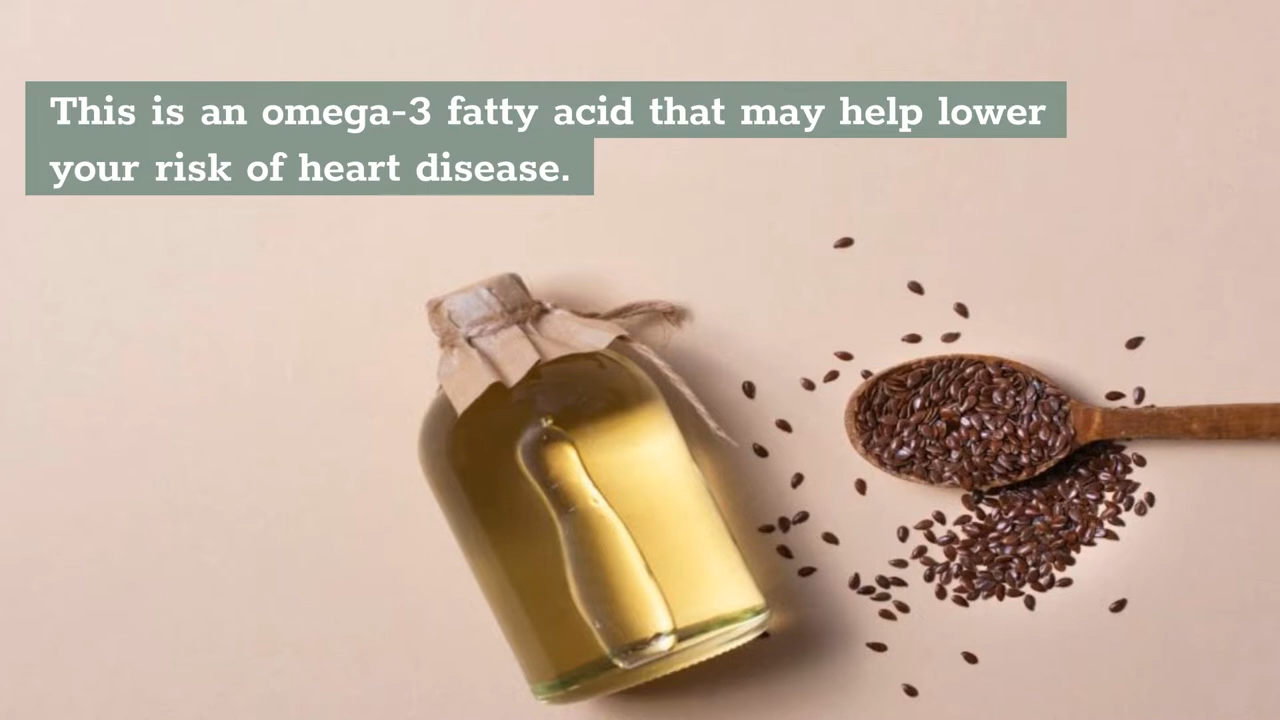 This is an omega-3 fatty acid that may help lower
your risk of heart disease.